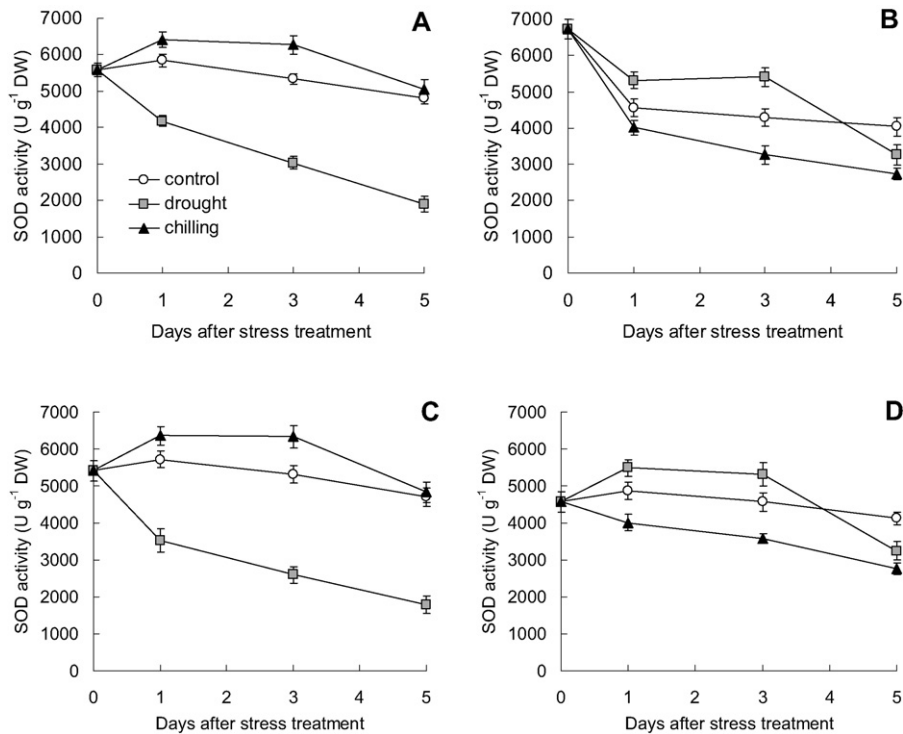 A
7000
6000
5000
4000
3000
2000
1000
0
SOD activity (U g-1 DW)
control
drought
chilling
0 1 2 3 4 5
Days after stress treatment
B
7000
6000
5000
4000
3000
2000
1000
0
SOD activity (U g-1 DW)
0 1 2 3 4 5
Days after stress treatment
C
7000
6000
5000
4000
3000
2000
1000
0
SOD activity (U g-1 DW)
0 1 2 3 4 5
Days after stress treatment
D
7000
6000
5000
4000
3000
2000
1000
0
SOD activity (U g-1 DW)
0 1 2 3 4 5
Days after stress treatment